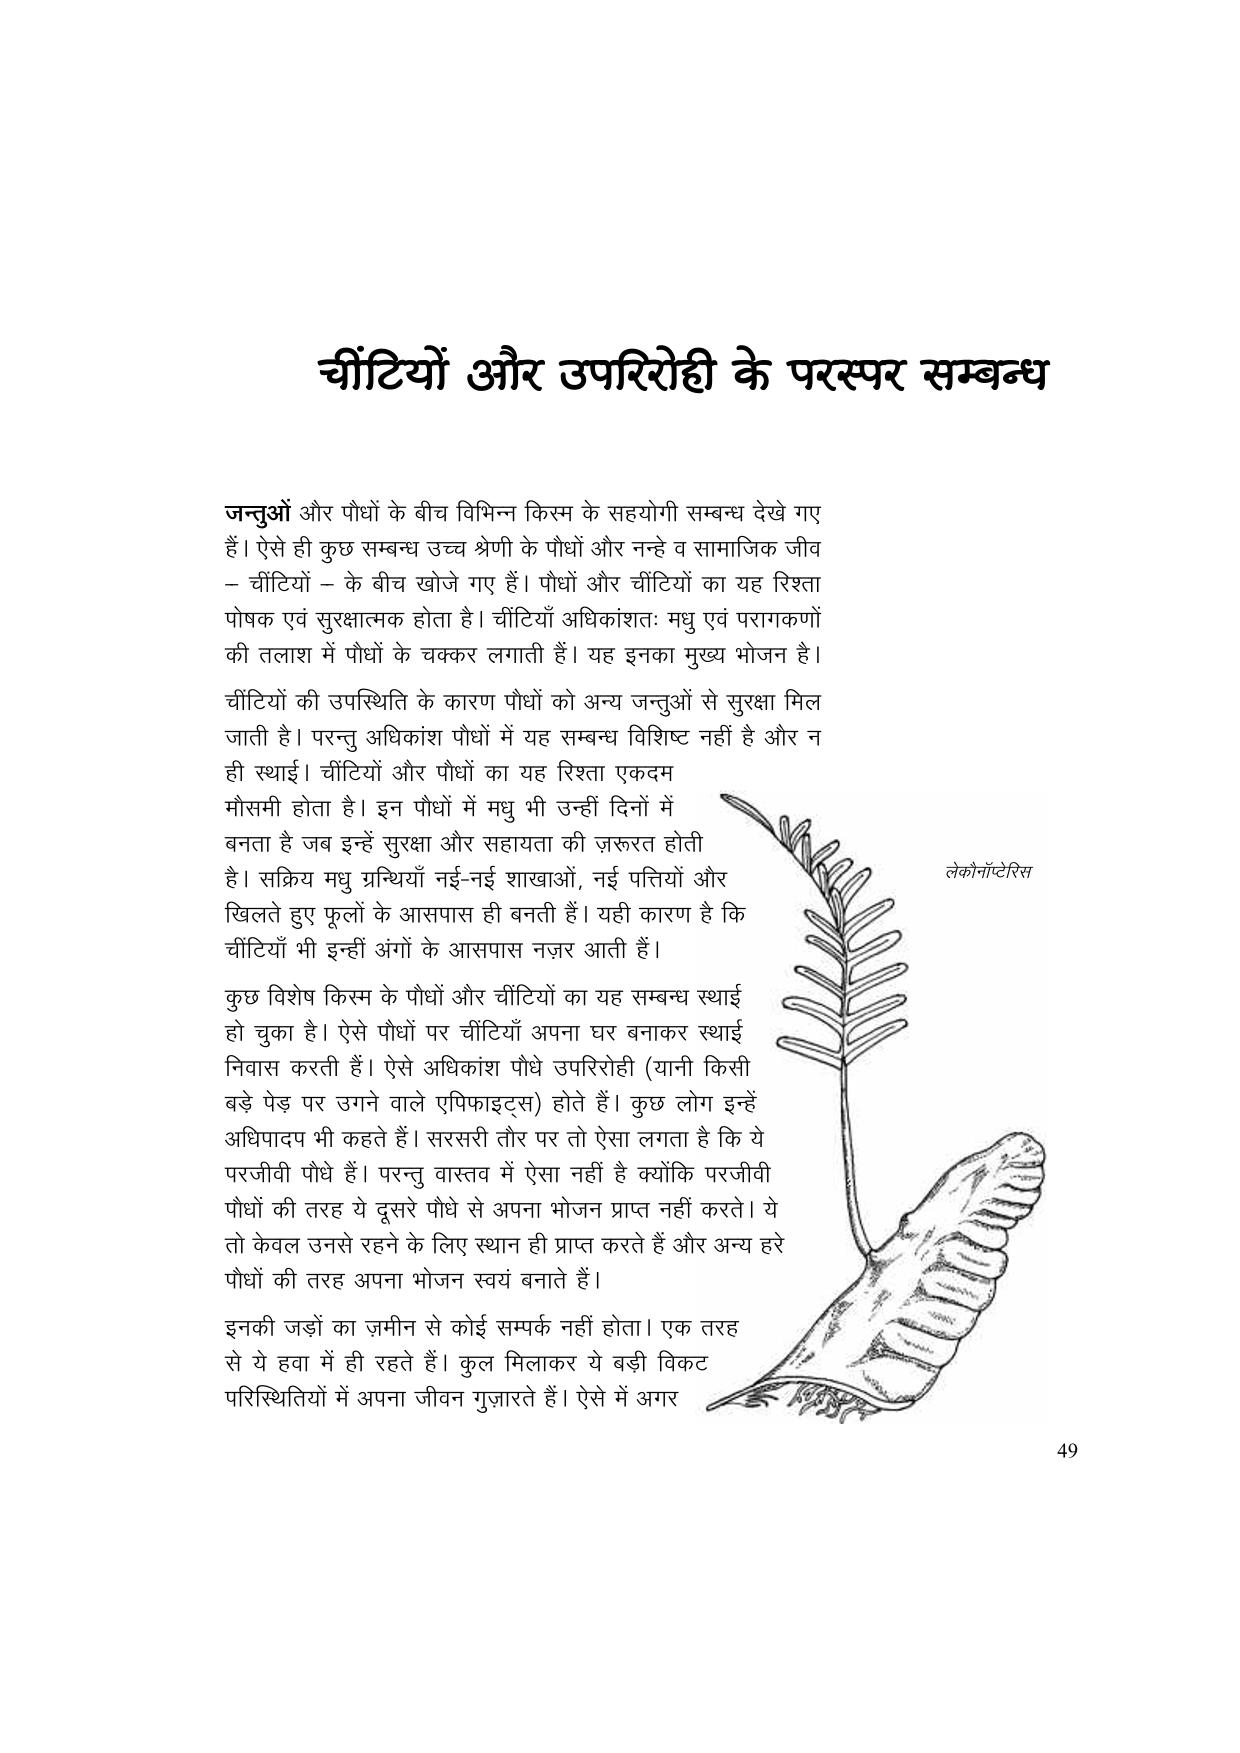 चींटियों और उपरिरोही के परस्पर सम्बन्ध
जन्तुओं और पौधों के बीच विभिन्न किस्म के सहयोगी सम्बन्ध देखे गए
हैं। ऐसे ही कुछ सम्बन्ध उच्च श्रेणी के पौधों और नन्हे व सामाजिक जीव
– चींटियों – के बीच खोजे गए हैं। पौधों और चींटियों का यह रिश्ता
पोषक एवं सुरक्षात्मक होता है। चींटियाँ अधिकांशतः मधु एवं परागकणों
की तलाश में पौधों के चक्कर लगाती हैं। यह इनका मुख्य भोजन है।
चींटियों की उपस्थिति के कारण पौधों को अन्य जन्तुओं से सुरक्षा मिल
जाती है। परन्तु अधिकांश पौधों में यह सम्बन्ध विशिष्ट नहीं है और न
ही स्थाई। चींटियों और पौधों का यह रिश्ता एकदम
मौसमी होता है। इन पौधों में मधु भी उन्हीं दिनों में
बनता है जब इन्हें सुरक्षा और सहायता की ज़रूरत होती
है। सक्रिय मधु ग्रन्थियाँ नई-नई शाखाओं, नई पत्तियों और
खिलते हुए फूलों के आसपास ही बनती हैं। यही कारण है कि
चींटियाँ भी इन्हीं अंगों के आसपास नज़र आती हैं।
लेकौनॉप्टेरिस
कुछ विशेष किस्म के पौधों और चींटियों का यह सम्बन्ध स्थाई
हो चुका है। ऐसे पौधों पर चींटियाँ अपना घर बनाकर स्थाई
निवास करती हैं। ऐसे अधिकांश पौधे उपरिरोही (यानी किसी
बड़े पेड़ पर उगने वाले एपिफाइट्स) होते हैं। कुछ लोग इन्हें
अधिपादप भी कहते हैं। सरसरी तौर पर तो ऐसा लगता है कि ये
परजीवी पौधे हैं। परन्तु वास्तव में ऐसा नहीं है क्योंकि परजीवी
पौधों की तरह ये दूसरे पौधे से अपना भोजन प्राप्त नहीं करते। ये
तो केवल उनसे रहने के लिए स्थान ही प्राप्त करते हैं और अन्य हरे
पौधों की तरह अपना भोजन स्वयं बनाते हैं।
इनकी जड़ों का ज़मीन से कोई सम्पर्क नहीं होता। एक तरह
से ये हवा में ही रहते हैं। कुल मिलाकर ये बड़ी विकट
परिस्थितियों में अपना जीवन गुज़ारते हैं। ऐसे में अगर
49